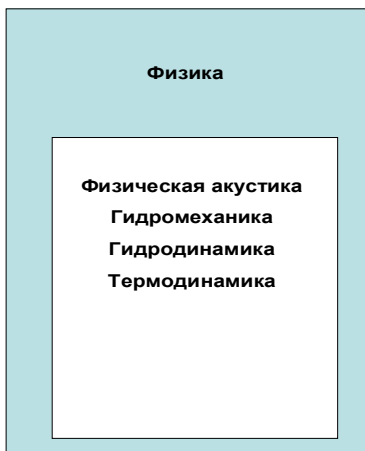 Физика
Физическая акустика
Гидромеханика
Гидродинамика
Термодинамика